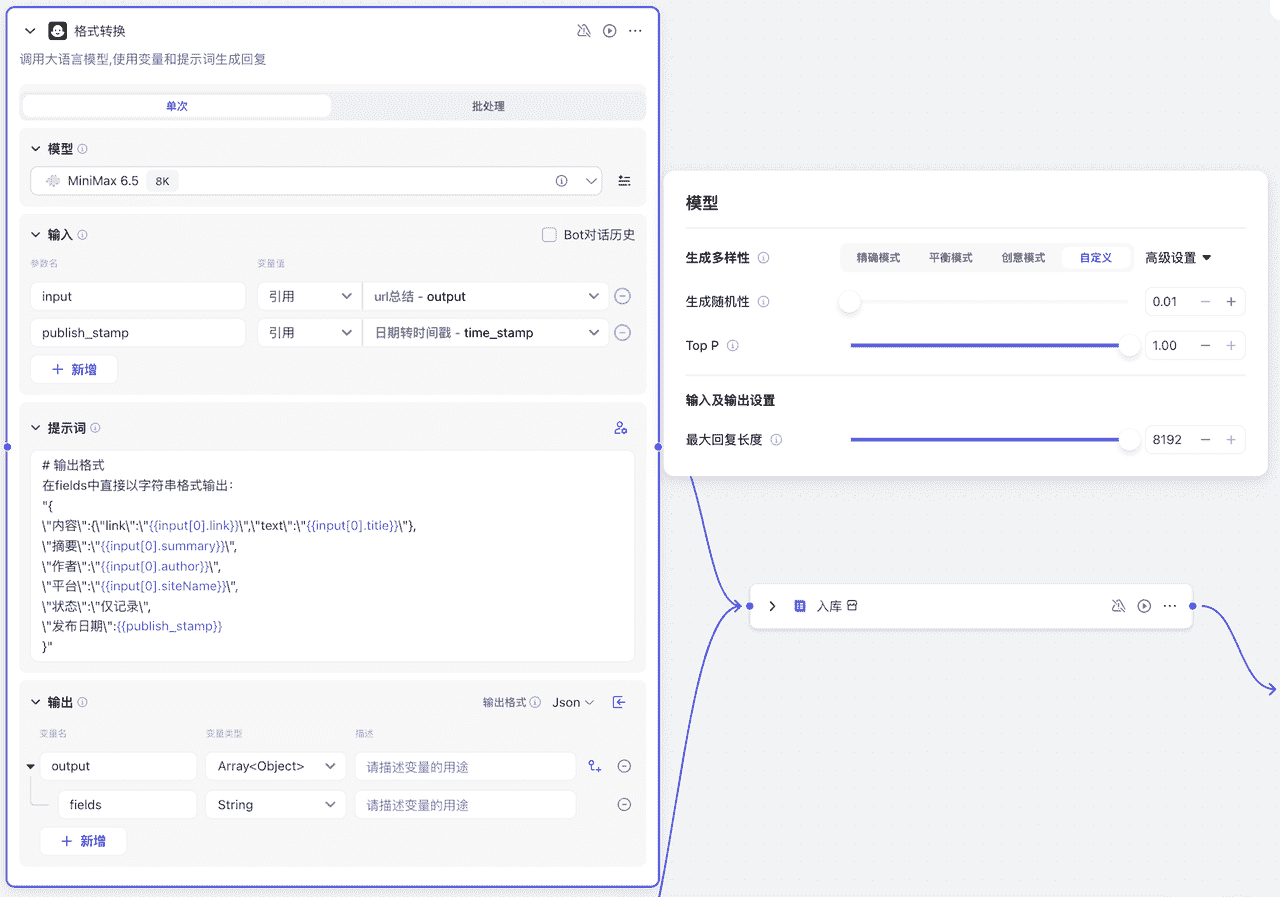 格式转换
调用大语言模型,使用变量和提示词生成回复
单次 批处理
模型
MiniMax 6.5 8K
输入 Bot对话历史
参数名 变量值
input 引用 url总结 - output
publish_stamp 引用 日期转时间戳 - time_stamp
新增
提示词
# 输出格式
在fields中直接以字符串格式输出:
"{
\"内容\":{\"link\":\"{{input[0].link}}\",\"text\":\"{{input[0].title}}\"},
\"摘要\":\"{{input[0].summary}}\",
\"作者\":\"{{input[0].author}}\",
\"平台\":\"{{input[0].siteName}}\",
\"状态\":\"仅记录\",
\"发布日期\":{{publish_stamp}}
}"
输出 输出格式 Json
变量名 变量类型 描述
output Array<Object> 请描述变量的用途
fields String 请描述变量的用途
新增
模型
生成多样性 精确模式 平衡模式 创意模式 自定义 高级设置
生成随机性 0.01
Top P 1.00
输入及输出设置
最大回复长度 8192
入库